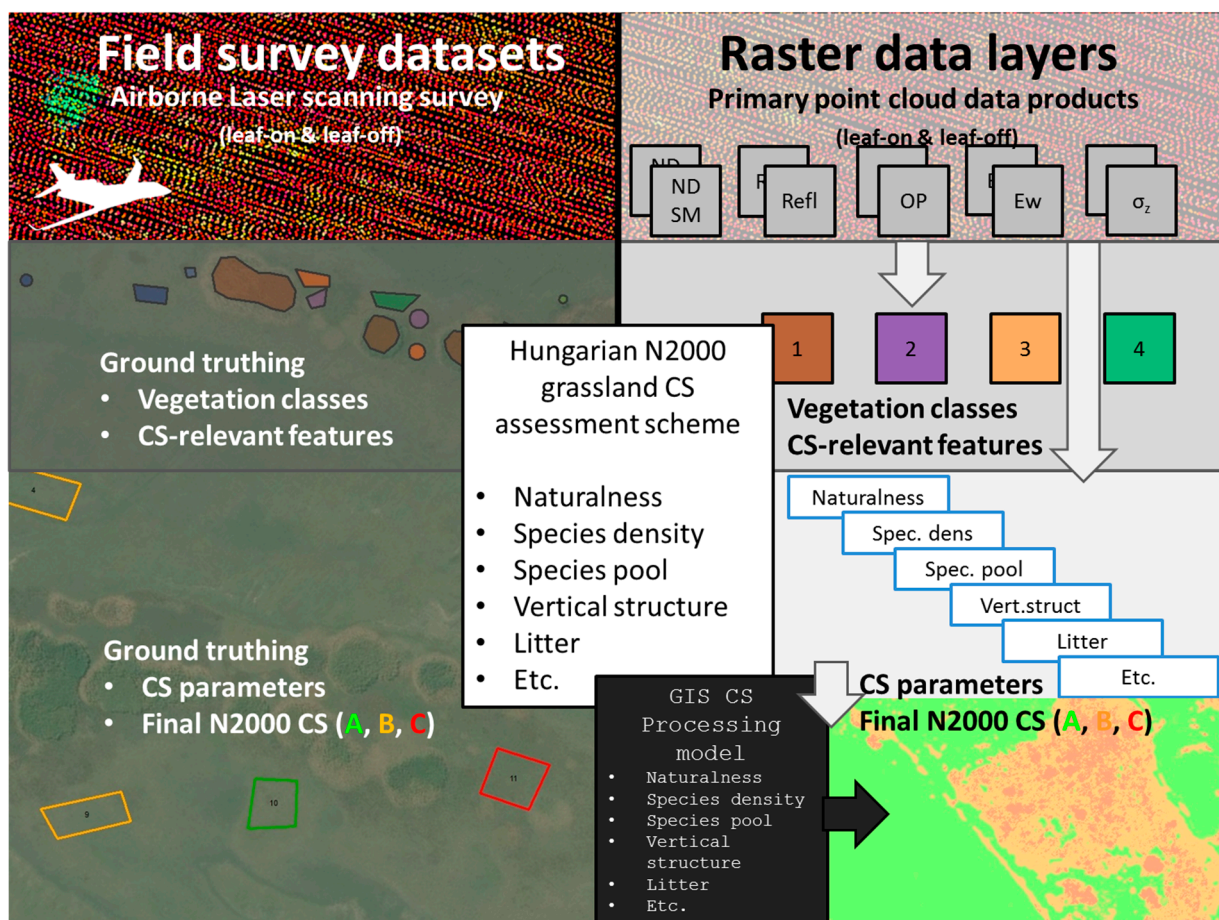 Field survey datasets
Airborne Laser scanning survey
(leaf-on & leaf-off)
Raster data layers
Primary point cloud data products
(leaf-on & leaf-off)
ND
ND
SM
Refl
OP
Ew
σz
Ground truthing
• Vegetation classes
• CS-relevant features
Hungarian N2000
grassland CS
assessment scheme
• Naturalness
• Species density
• Species pool
• Vertical structure
• Litter
• Etc.
1
2
3
4
Vegetation classes
CS-relevant features
Naturalness
Spec. dens
Spec. pool
Vert.struct
Litter
Etc.
4
Ground truthing
• CS parameters
• Final N2000 CS (A, B, C)
9
10
11
GIS CS
Processing
model
• Naturalness
• Species density
• Species pool
• Vertical
structure
• Litter
• Etc.
CS parameters
Final N2000 CS (A, B, C)